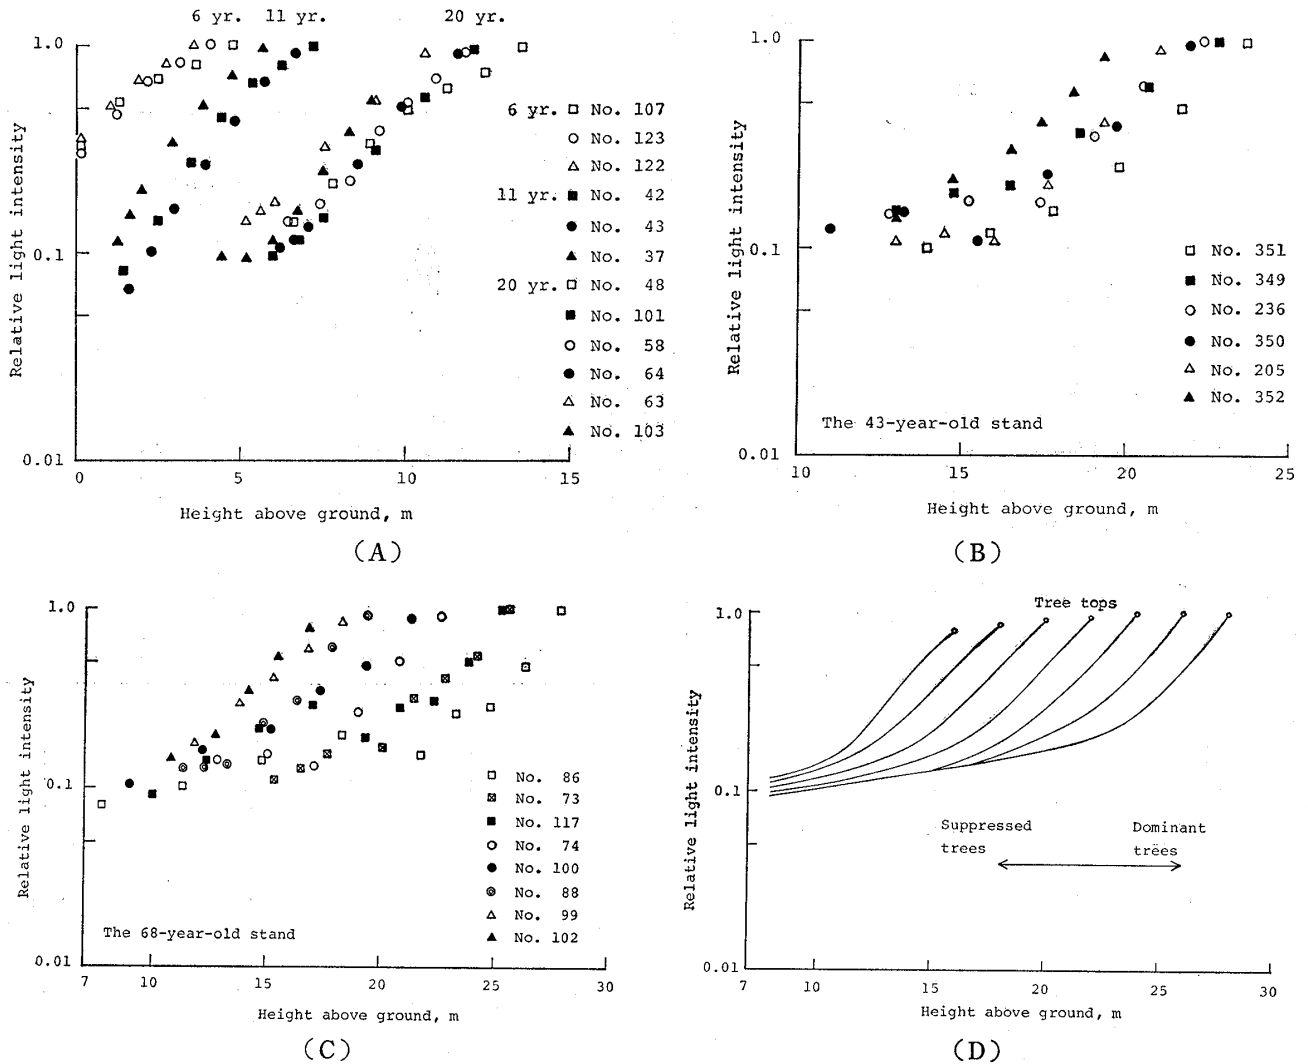 6 yr. 11 yr. 20 yr.
1.0
0.1
0.01
Relative light intensity
6 yr. □ No. 107
○ No. 123
△ No. 122
11 yr. ■ No. 42
● No. 43
▲ No. 37
20 yr. □ No. 48
■ No. 101
○ No. 58
● No. 64
△ No. 63
▲ No. 103
0 5 10 15
Height above ground, m
(A)
1.0
0.1
0.01
Relative light intensity
□ No. 351
■ No. 349
○ No. 236
● No. 350
△ No. 205
▲ No. 352
The 43-year-old stand
10 15 20 25
Height above ground, m
(B)
1.0
0.1
0.01
Relative light intensity
□ No. 86
⊠ No. 73
■ No. 117
○ No. 74
● No. 100
◎ No. 88
△ No. 99
▲ No. 102
The 68-year-old stand
7 10 15 20 25 30
Height above ground, m
(C)
Tree tops
1.0
0.1
0.01
Relative light intensity
Suppressed
trees
Dominant
trees
7 10 15 20 25 30
Height above ground, m
(D)